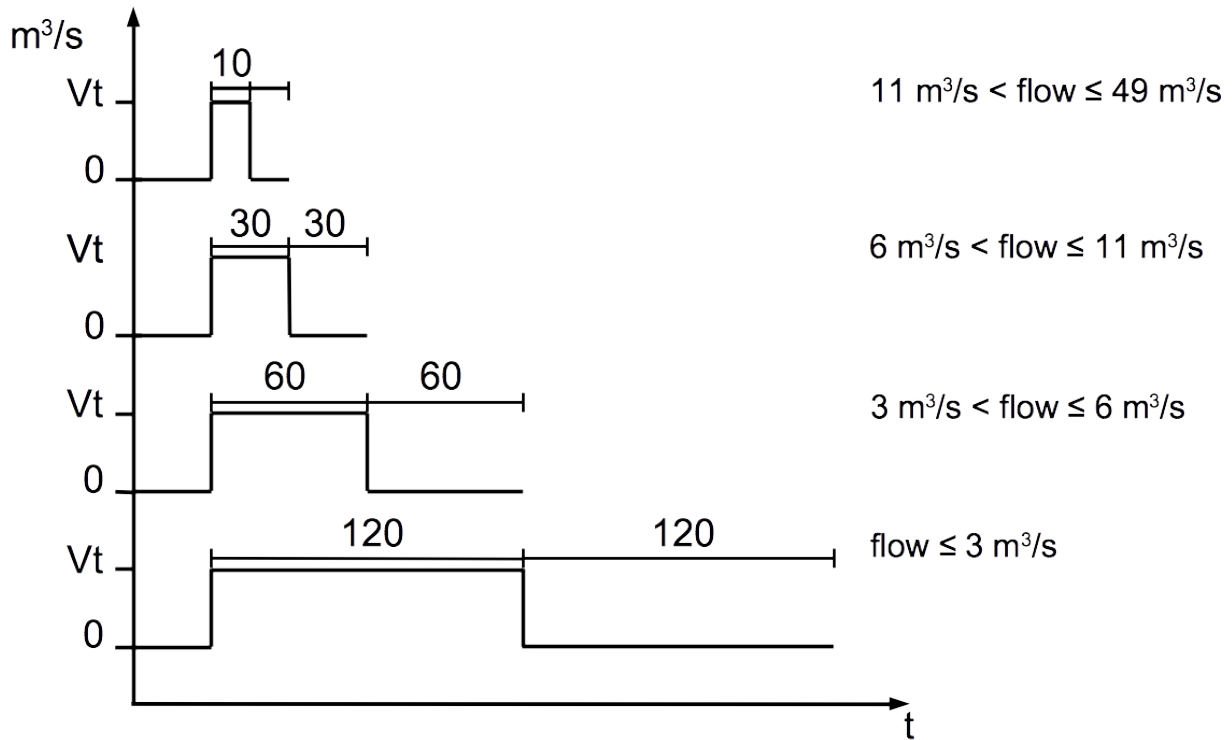 m³/s
10
Vt
11 m³/s < flow ≤ 49 m³/s
0
30 30
Vt
6 m³/s < flow ≤ 11 m³/s
0
60 60
Vt
3 m³/s < flow ≤ 6 m³/s
0
120 120
Vt
flow ≤ 3 m³/s
0
t